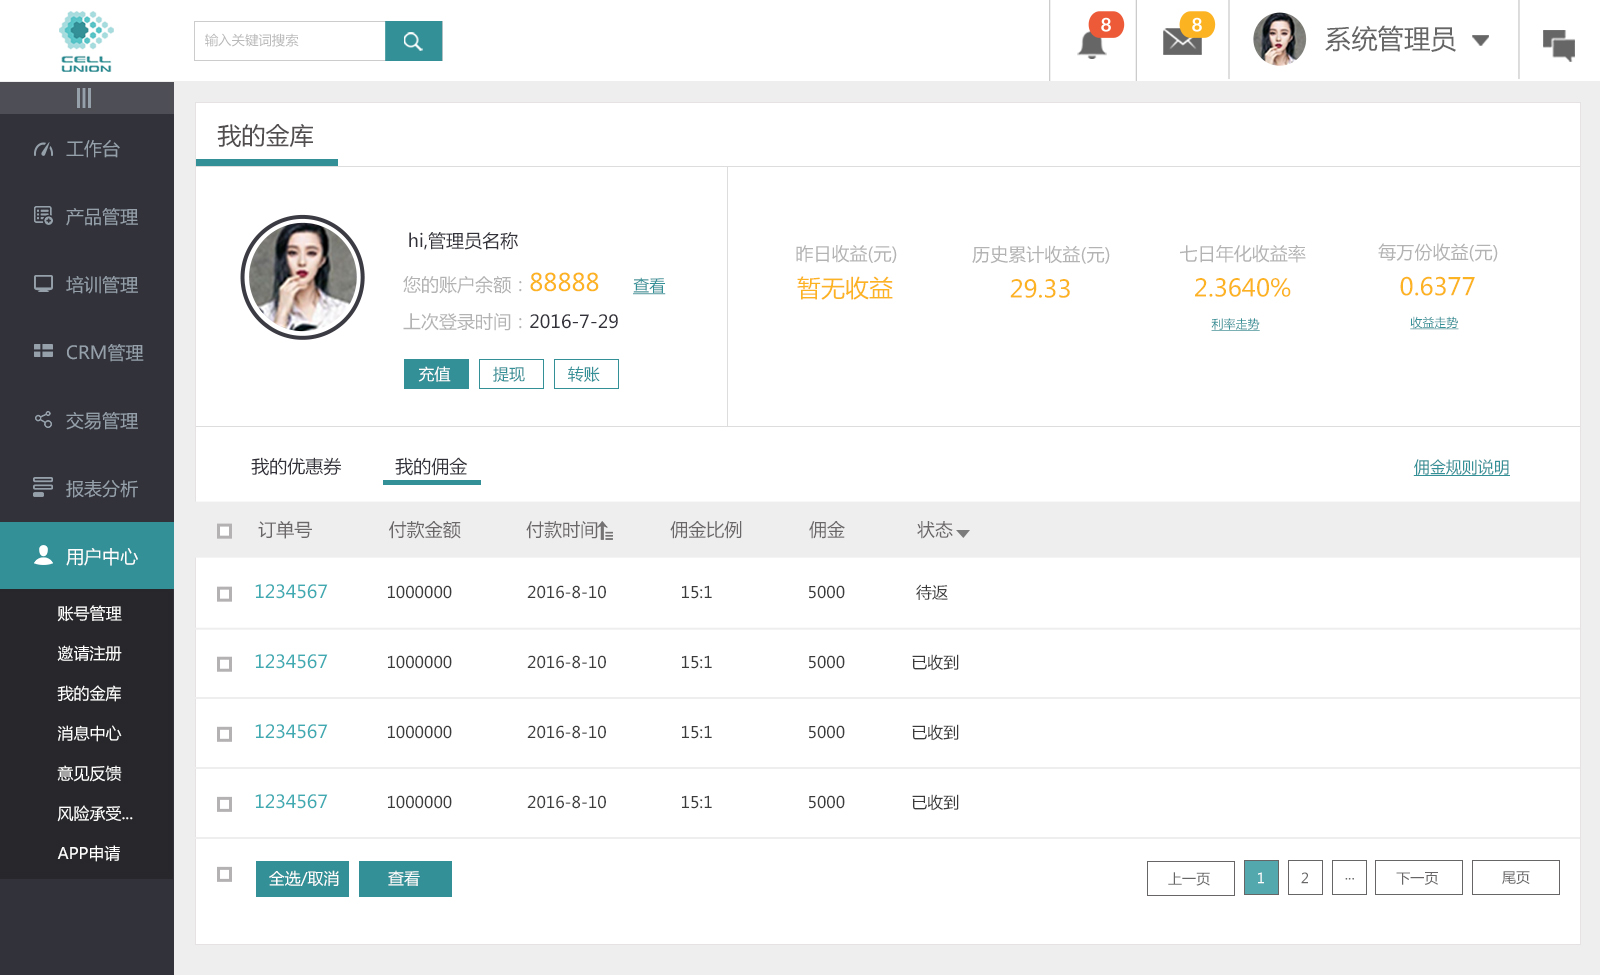 CELL
UNION
输入关键词搜索
8
8
系统管理员
工作台
产品管理
培训管理
CRM管理
交易管理
报表分析
用户中心
账号管理
邀请注册
我的金库
消息中心
意见反馈
风险承受...
APP申请
我的金库
hi,管理员名称
您的账户余额：88888 查看
上次登录时间：2016-7-29
充值 提现 转账
昨日收益(元) 历史累计收益(元) 七日年化收益率 每万份收益(元)
暂无收益 29.33 2.3640% 0.6377
利率走势 收益走势
我的优惠券 我的佣金 佣金规则说明
订单号 付款金额 付款时间 佣金比例 佣金 状态
1234567 1000000 2016-8-10 15:1 5000 待返
1234567 1000000 2016-8-10 15:1 5000 已收到
1234567 1000000 2016-8-10 15:1 5000 已收到
1234567 1000000 2016-8-10 15:1 5000 已收到
全选/取消 查看 上一页 1 2 ... 下一页 尾页